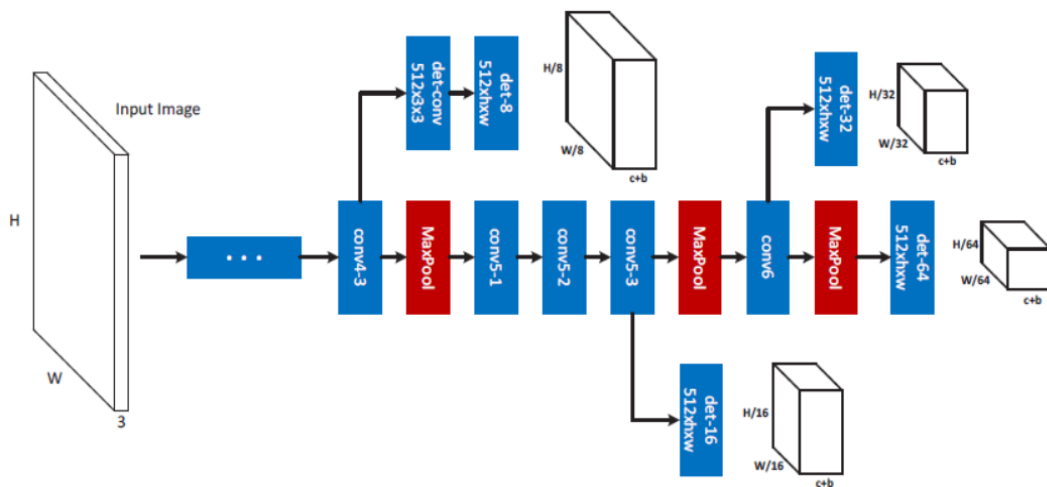 Input Image
H
W
3
...
conv4-3
det-conv
512x3x3
det-8
512xhxw
H/8
W/8
c+b
MaxPool
conv5-1
conv5-2
conv5-3
det-16
512xhxw
H/16
W/16
c+b
MaxPool
conv6
det-32
512xhxw
H/32
W/32
c+b
MaxPool
det-64
512xhxw
H/64
W/64
c+b